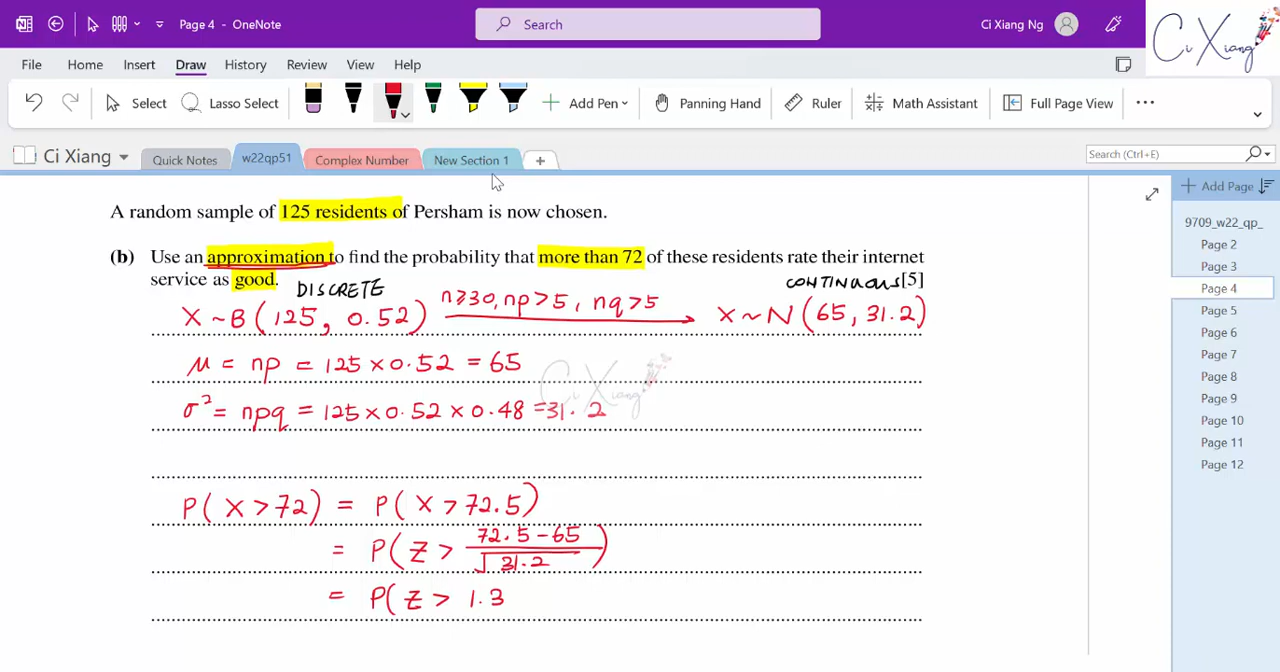 Page 4 - OneNote
Search
Ci Xiang Ng
Ci Xiang
File Home Insert Draw History Review View Help
Select Lasso Select Add Pen Panning Hand Ruler Math Assistant Full Page View
Ci Xiang Quick Notes w22qp51 Complex Number New Section 1 Search (Ctrl+E)
Add Page
9709_w22_qp_
Page 2
Page 3
Page 4
Page 5
Page 6
Page 7
Page 8
Page 9
Page 10
Page 11
Page 12
A random sample of 125 residents of Persham is now chosen.
(b) Use an approximation to find the probability that more than 72 of these residents rate their internet
service as good. [5]
DISCRETE CONTINUOUS
X ~ B(125, 0.52) n≥30, np>5, nq>5 X ~ N(65, 31.2)
μ = np = 125 × 0.52 = 65
σ² = npq = 125 × 0.52 × 0.48 = 31.2
Ci Xiang
P(X > 72) = P(X > 72.5)
= P(Z > (72.5 - 65)/√31.2)
= P(Z > 1.3